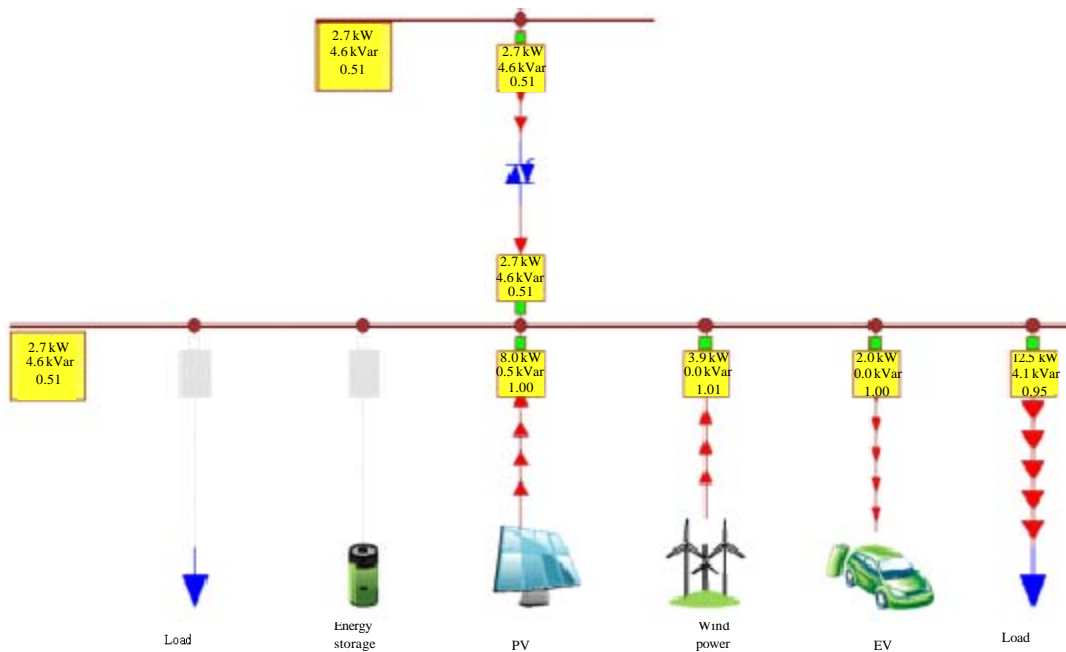 2.7 kW
4.6 kVar
0.51
2.7 kW
4.6 kVar
0.51
2.7 kW
4.6 kVar
0.51
2.7 kW
4.6 kVar
0.51
8.0 kW
0.5 kVar
1.00
3.9 kW
0.0 kVar
1.01
2.0 kW
0.0 kVar
1.00
12.5 kW
4.1 kVar
0.95
Load
Energy
storage
PV
Wind
power
EV
Load